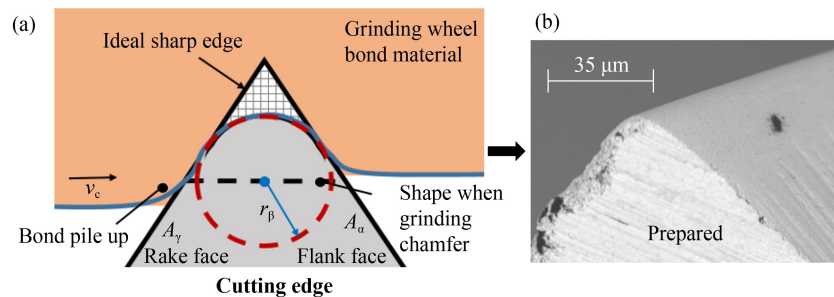 (a)
Ideal sharp edge
Grinding wheel
bond material
v_c
Bond pile up
A_γ
Rake face
r_β
A_α
Flank face
Shape when
grinding
chamfer
Cutting edge
(b)
35 μm
Prepared